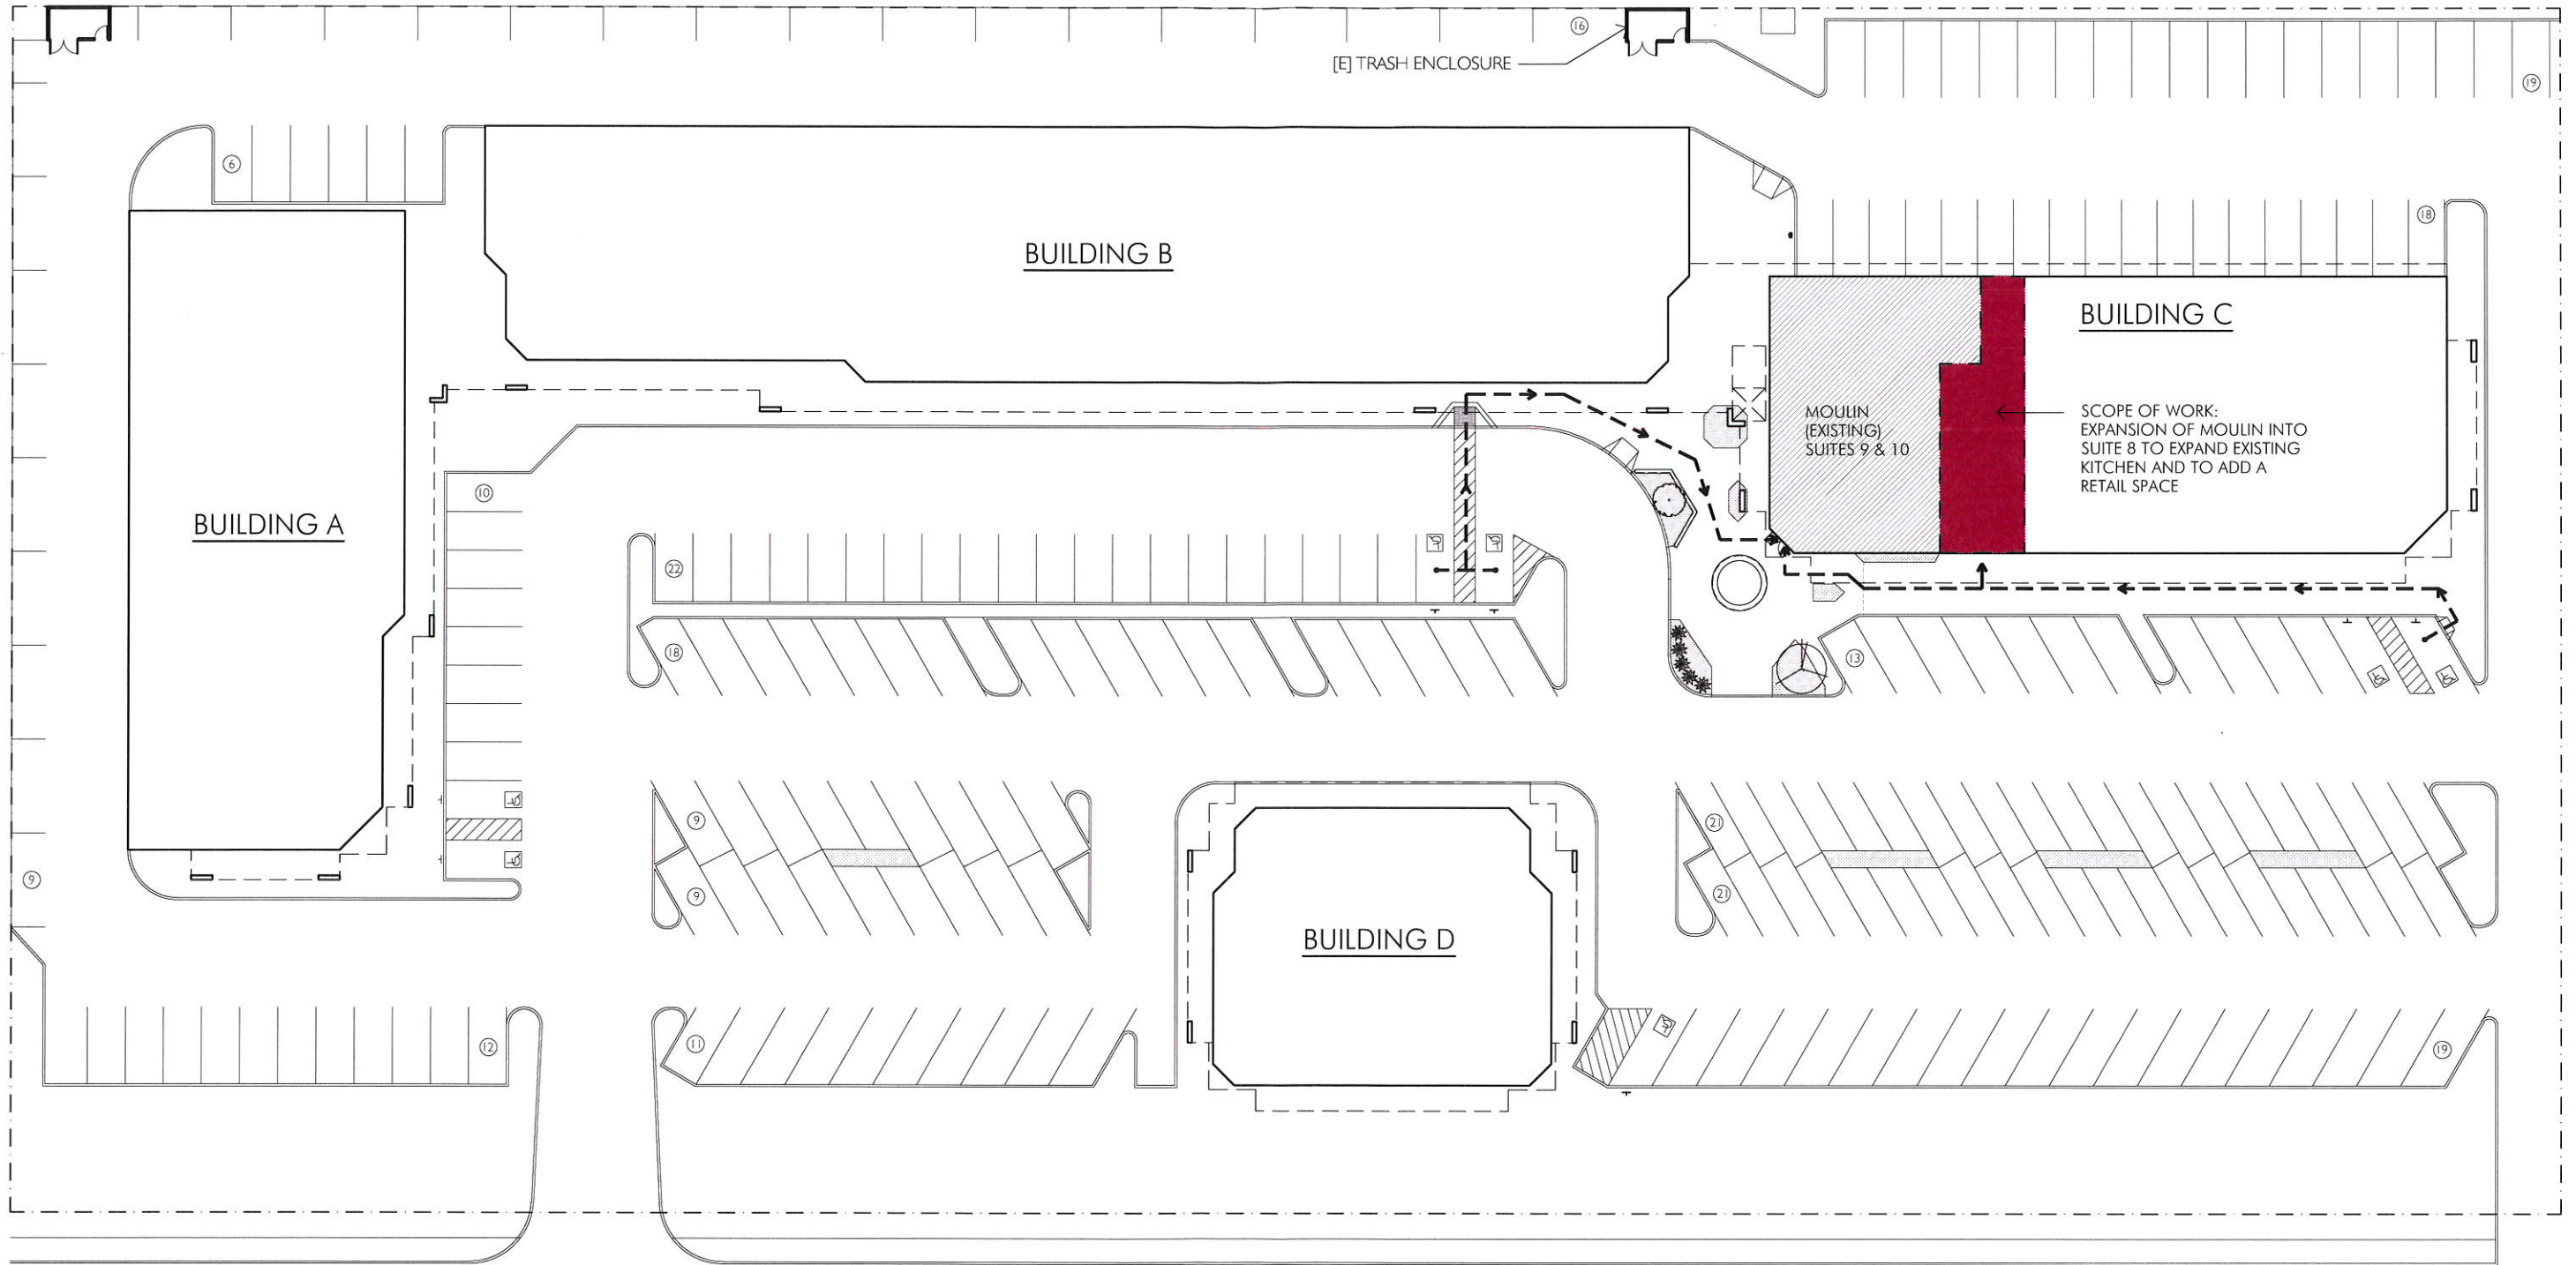 16
[E] TRASH ENCLOSURE
19
6
18
BUILDING B
BUILDING C
MOULIN
(EXISTING)
SUITES 9 & 10
SCOPE OF WORK:
EXPANSION OF MOULIN INTO
SUITE 8 TO EXPAND EXISTING
KITCHEN AND TO ADD A
RETAIL SPACE
10
BUILDING A
22
18
13
9
21
9
9
21
BUILDING D
12
11
19